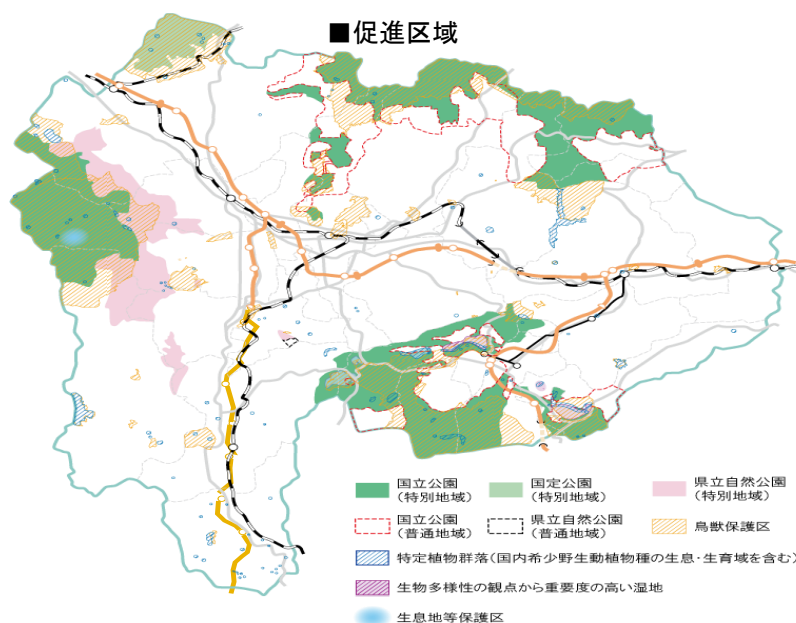 ■促進区域
国立公園
(特別地域)
国定公園
(特別地域)
県立自然公園
(特別地域)
国立公園
(普通地域)
県立自然公園
(普通地域)
鳥獣保護区
特定植物群落(国内希少野生動植物種の生息・生育域を含む)
生物多様性の観点から重要度の高い湿地
生息地等保護区